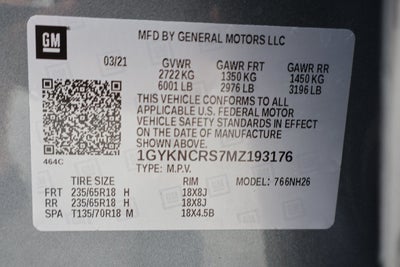 GM
MFD BY GENERAL MOTORS LLC
03/21 GVWR GAWR FRT GAWR RR
2722 KG 1350 KG 1450 KG
6001 LB 2976 LB 3196 LB
THIS VEHICLE CONFORMS TO ALL
APPLICABLE U.S. FEDERAL MOTOR
VEHICLE SAFETY STANDARDS IN EFFECT
ON THE DATE OF MANUFACTURE
SHOWN ABOVE.
464C 1GYKNCRS7MZ193176
TYPE: M.P.V.
TIRE SIZE RIM MODEL: 766NH26
FRT 235/65R18 H 18X8J
RR 235/65R18 H 18X8J
SPA T135/70R18 M 18X4.5B